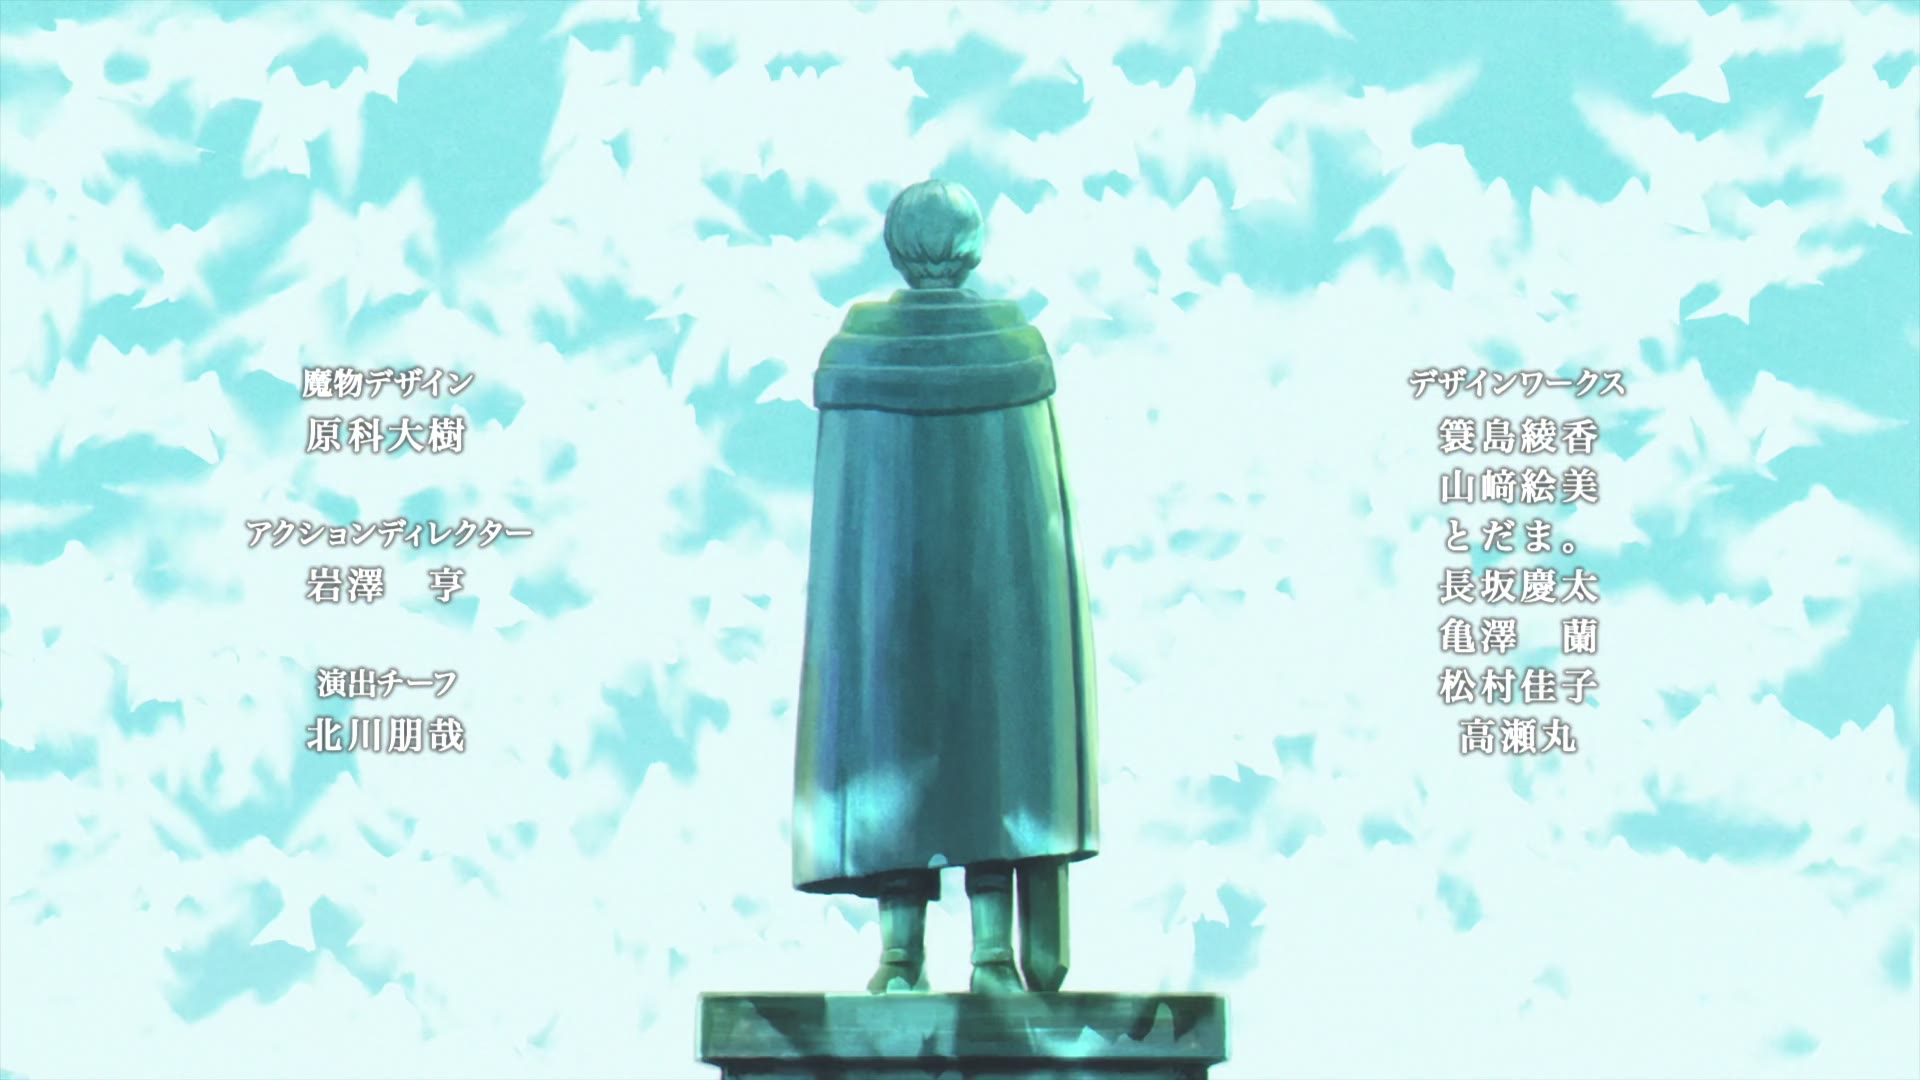 魔物デザイン
原科大樹
アクションディレクター
岩澤　亨
演出チーフ
北川朋哉
デザインワークス
簑島綾香
山﨑絵美
とだま。
長坂慶太
亀澤　蘭
松村佳子
高瀬丸